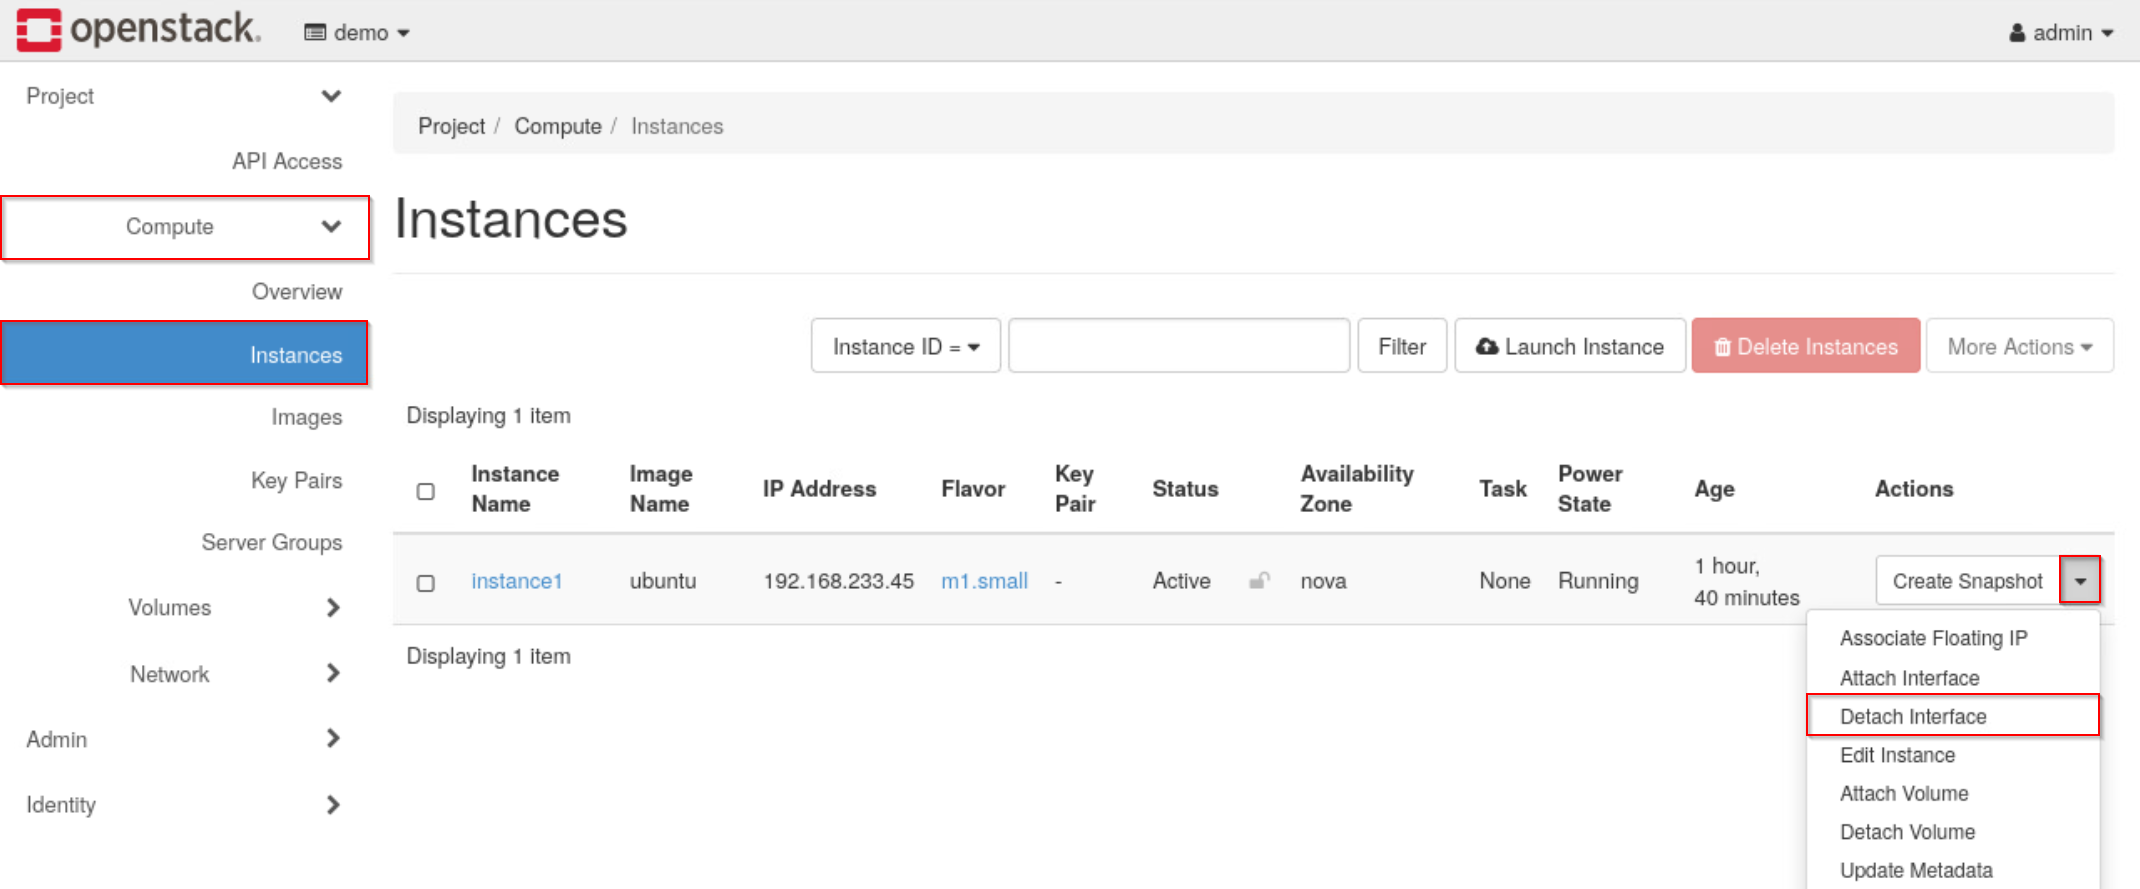 openstack.
demo
admin
Project
API Access
Compute
Overview
Instances
Images
Key Pairs
Server Groups
Volumes
Network
Admin
Identity
Project / Compute / Instances
Instances
Instance ID =
Filter
Launch Instance
Delete Instances
More Actions
Displaying 1 item
Instance Name
Image Name
IP Address
Flavor
Key Pair
Status
Availability Zone
Task
Power State
Age
Actions
instance1
ubuntu
192.168.233.45
m1.small
-
Active
nova
None
Running
1 hour,
40 minutes
Create Snapshot
Displaying 1 item
Associate Floating IP
Attach Interface
Detach Interface
Edit Instance
Attach Volume
Detach Volume
Update Metadata